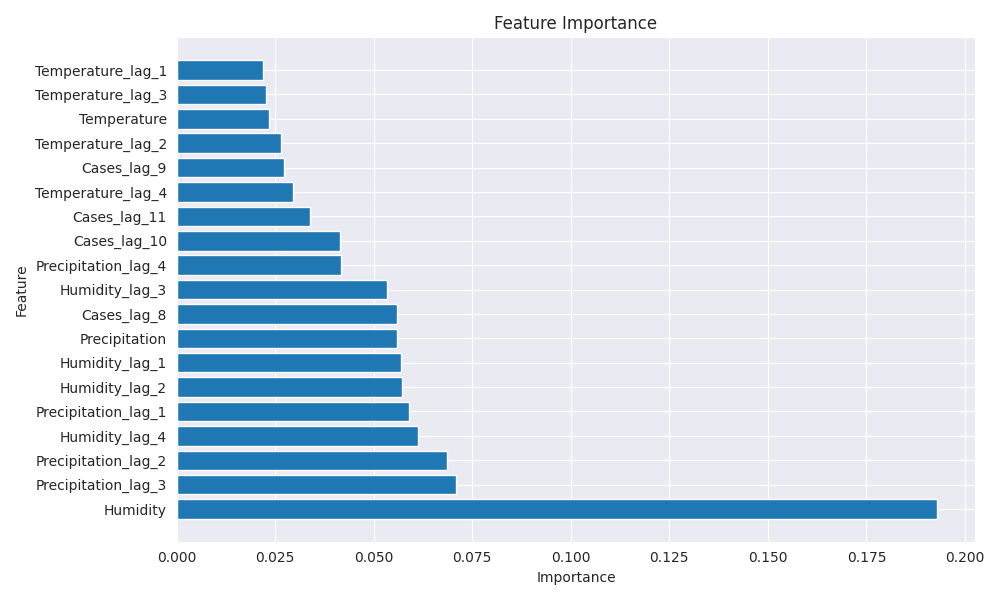 Feature Importance
Temperature_lag_1
Temperature_lag_3
Temperature
Temperature_lag_2
Cases_lag_9
Temperature_lag_4
Cases_lag_11
Cases_lag_10
Precipitation_lag_4
Humidity_lag_3
Cases_lag_8
Precipitation
Humidity_lag_1
Humidity_lag_2
Precipitation_lag_1
Humidity_lag_4
Precipitation_lag_2
Precipitation_lag_3
Humidity
Feature
0.000 0.025 0.050 0.075 0.100 0.125 0.150 0.175 0.200
Importance